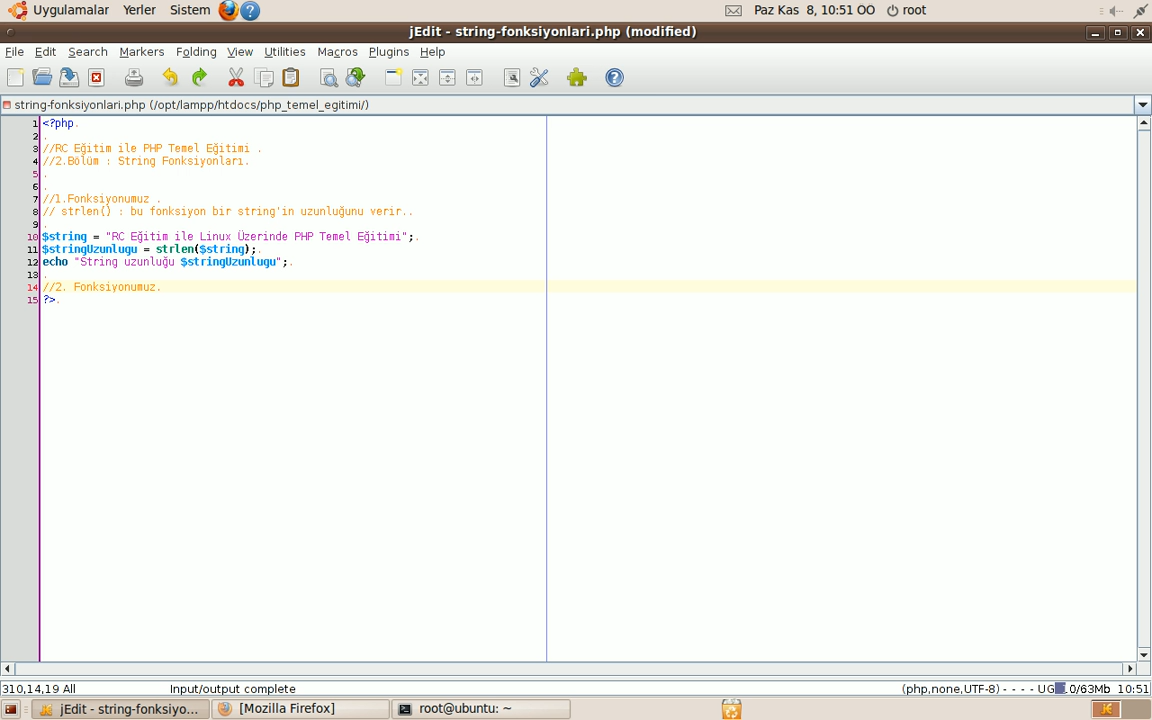 Uygulamalar Yerler Sistem Paz Kas 8, 10:51 ÖÖ root
jEdit - string-fonksiyonlari.php (modified)
File Edit Search Markers Folding View Utilities Macros Plugins Help
string-fonksiyonlari.php (/opt/lampp/htdocs/php_temel_egitimi/)
1 <?php.
2 .
3 //RC Eğitim ile PHP Temel Eğitimi .
4 //2.Bölüm : String Fonksiyonları.
5 .
6 .
7 //1.Fonksiyonumuz .
8 // strlen() : bu fonksiyon bir string'in uzunluğunu verir..
9 .
10 $string = "RC Eğitim ile Linux Üzerinde PHP Temel Eğitimi";.
11 $stringUzunlugu = strlen($string);.
12 echo "String uzunluğu $stringUzunlugu";.
13 .
14 //2. Fonksiyonumuz.
15 ?>.
310,14,19 All Input/output complete (php,none,UTF-8) - - - - UG 0/63Mb 10:51
jEdit - string-fonksiyo... [Mozilla Firefox] root@ubuntu: ~